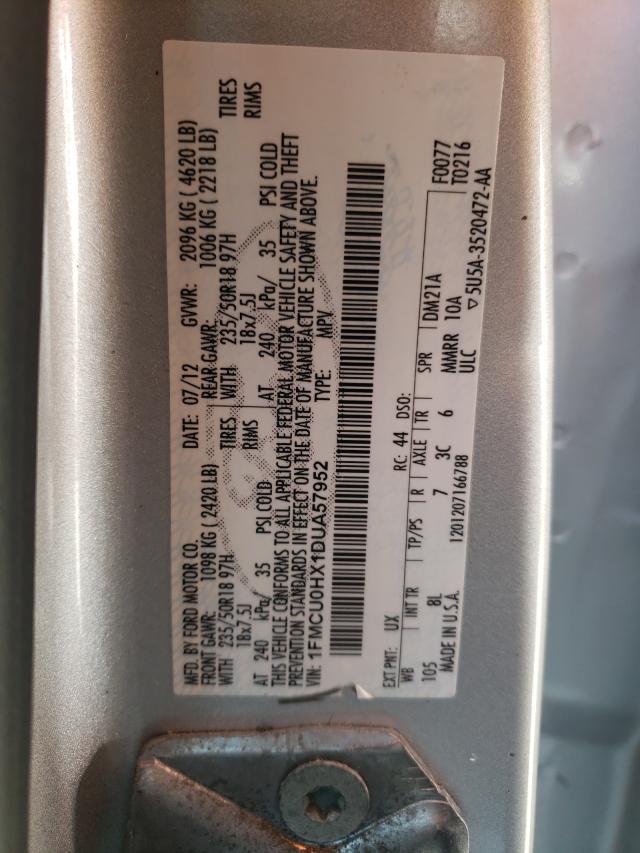 MFD. BY FORD MOTOR CO. DATE: 07/12 GVWR: 2096 KG ( 4620 LB)
FRONT GAWR: 1098 KG ( 2420 LB) REAR GAWR: 1006 KG ( 2218 LB)
WITH 235/50R18 97H TIRES WITH 235/50R18 97H TIRES
18x7.5J RIMS 18x7.5J RIMS
AT 240 kPa/ 35 PSI COLD AT 240 kPa/ 35 PSI COLD
THIS VEHICLE CONFORMS TO ALL APPLICABLE FEDERAL MOTOR VEHICLE SAFETY AND THEFT
PREVENTION STANDARDS IN EFFECT ON THE DATE OF MANUFACTURE SHOWN ABOVE.
VIN: 1FMCU0HX1DUA57952 TYPE: MPV
EXT PNT: UX RC: 44 DSO: F0077
WB INT TR TP/PS R AXLE TR SPR DM21A T0216
105 8L 7 3C 6 MMRR 10A
MADE IN U.S.A. 1201207166788 ULC ▽5U5A-3520472-AA